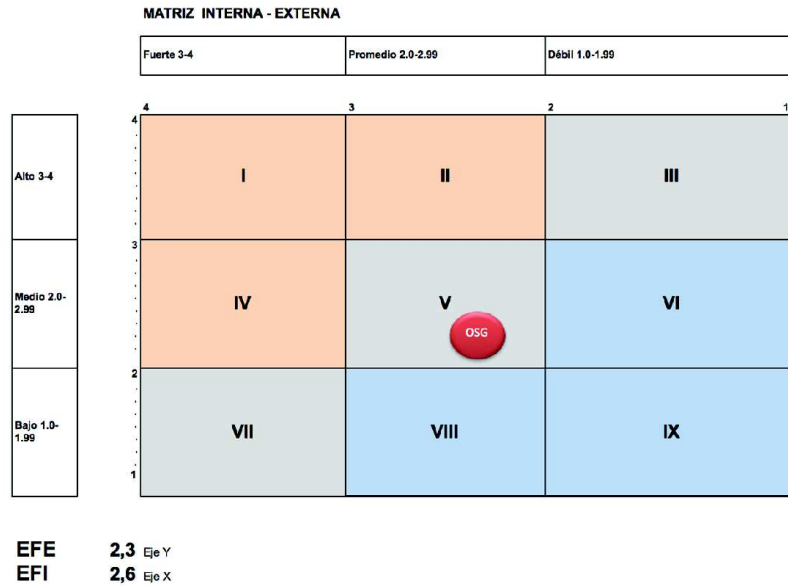 MATRIZ INTERNA - EXTERNA
Fuerte 3-4 Promedio 2.0-2.99 Débil 1.0-1.99
4 3 2 1
4
Alto 3-4 I II III
3
Medio 2.0-
2.99 IV V VI
OSG
2
Bajo 1.0-
1.99 VII VIII IX
1
EFE 2,3 Eje Y
EFI 2,6 Eje X